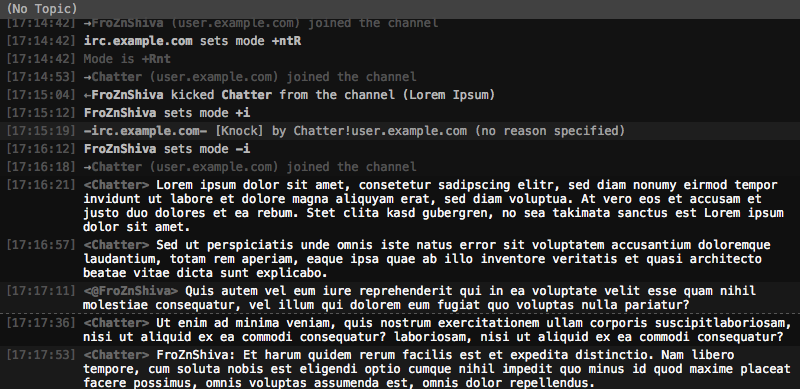 (No Topic)
[17:14:42] →FroZnShiva (user.example.com) joined the channel
[17:14:42] irc.example.com sets mode +ntR
[17:14:42] Mode is +Rnt
[17:14:53] →Chatter (user.example.com) joined the channel
[17:15:04] ←FroZnShiva kicked Chatter from the channel (Lorem Ipsum)
[17:15:12] FroZnShiva sets mode +i
[17:15:19] -irc.example.com- [Knock] by Chatter!user.example.com (no reason specified)
[17:16:12] FroZnShiva sets mode -i
[17:16:18] →Chatter (user.example.com) joined the channel
[17:16:21] <Chatter> Lorem ipsum dolor sit amet, consetetur sadipscing elitr, sed diam nonumy eirmod tempor
invidunt ut labore et dolore magna aliquyam erat, sed diam voluptua. At vero eos et accusam et
justo duo dolores et ea rebum. Stet clita kasd gubergren, no sea takimata sanctus est Lorem ipsum
dolor sit amet.
[17:16:57] <Chatter> Sed ut perspiciatis unde omnis iste natus error sit voluptatem accusantium doloremque
laudantium, totam rem aperiam, eaque ipsa quae ab illo inventore veritatis et quasi architecto
beatae vitae dicta sunt explicabo.
[17:17:11] <@FroZnShiva> Quis autem vel eum iure reprehenderit qui in ea voluptate velit esse quam nihil
molestiae consequatur, vel illum qui dolorem eum fugiat quo voluptas nulla pariatur?
[17:17:36] <Chatter> Ut enim ad minima veniam, quis nostrum exercitationem ullam corporis suscipitlaboriosam,
nisi ut aliquid ex ea commodi consequatur? laboriosam, nisi ut aliquid ex ea commodi consequatur?
[17:17:53] <Chatter> FroZnShiva: Et harum quidem rerum facilis est et expedita distinctio. Nam libero
tempore, cum soluta nobis est eligendi optio cumque nihil impedit quo minus id quod maxime placeat
facere possimus, omnis voluptas assumenda est, omnis dolor repellendus.